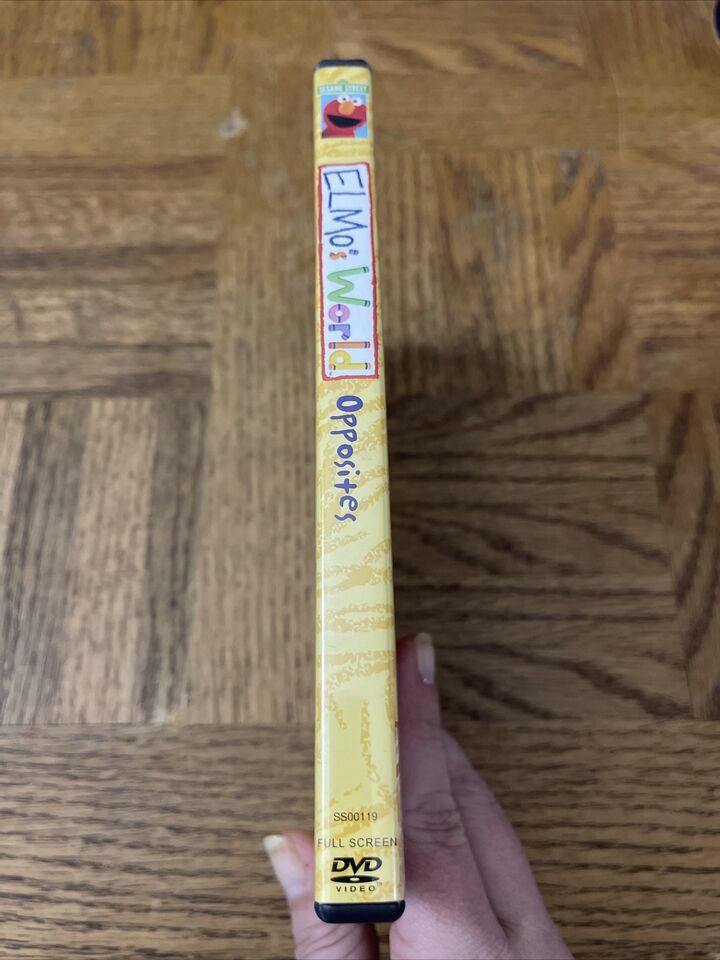 SESAME STREET
ELMo's World
Opposites
SS00119
FULL SCREEN
DVD
VIDEO